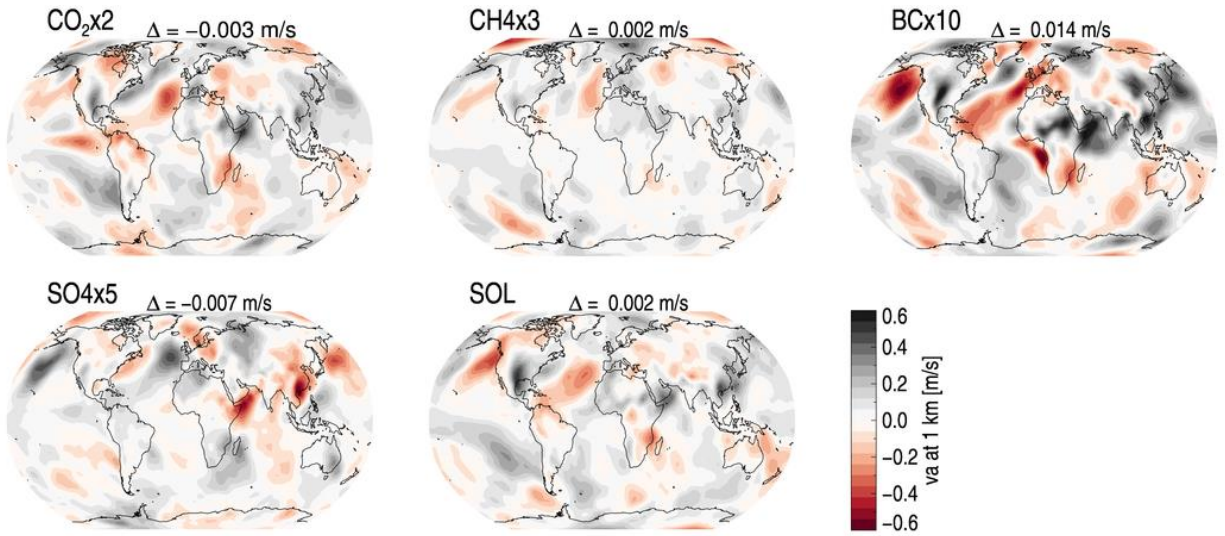 CO₂x2
Δ = −0.003 m/s
CH4x3
Δ = 0.002 m/s
BCx10
Δ = 0.014 m/s
SO4x5
Δ = −0.007 m/s
SOL
Δ = 0.002 m/s
0.6
0.4
0.2
0.0
−0.2
−0.4
−0.6
va at 1 km [m/s]